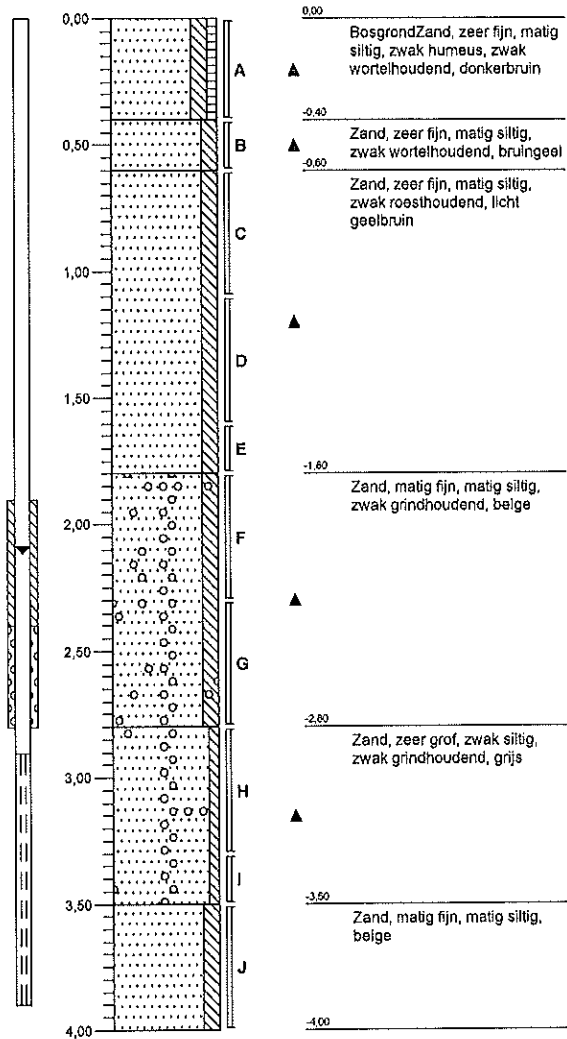 0,00
0,50
1,00
1,50
2,00
2,50
3,00
3,50
4,00
A
B
C
D
E
F
G
H
I
J
0,00
BosgrondZand, zeer fijn, matig
siltig, zwak humeus, zwak
wortelhoudend, donkerbruin
-0,40
Zand, zeer fijn, matig siltig,
zwak wortelhoudend, bruingeel
-0,60
Zand, zeer fijn, matig siltig,
zwak roesthoudend, licht
geelbruin
-1,80
Zand, matig fijn, matig siltig,
zwak grindhoudend, beige
-2,80
Zand, zeer grof, zwak siltig,
zwak grindhoudend, grijs
-3,50
Zand, matig fijn, matig siltig,
beige
-4,00